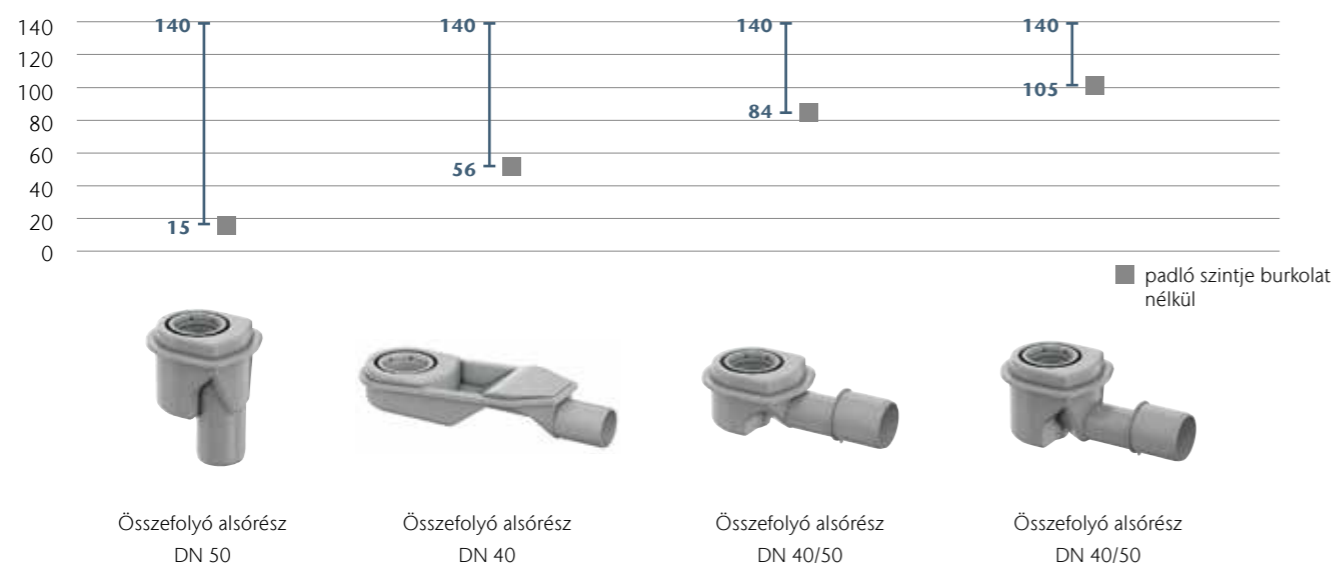 140
120
100
80
60
40
20
0
140
15
140
56
140
84
140
105
padló szintje burkolat
nélkül
Összefolyó alsórész
DN 50
Összefolyó alsórész
DN 40
Összefolyó alsórész
DN 40/50
Összefolyó alsórész
DN 40/50